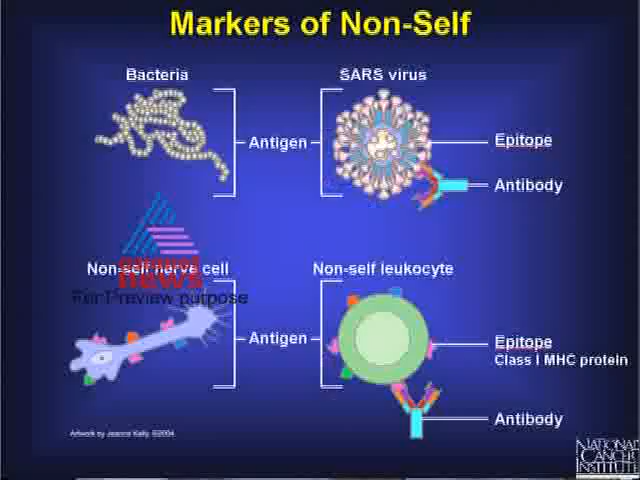 Markers of Non-Self
Bacteria
SARS virus
Antigen
Epitope
Antibody
Non-self nerve cell
Non-self leukocyte
news
For Preview purpose
Antigen
Epitope
Class I MHC protein
Antibody
Artwork by Jeanne Kelly. ©2004.
NATIONAL
CANCER
INSTITUTE